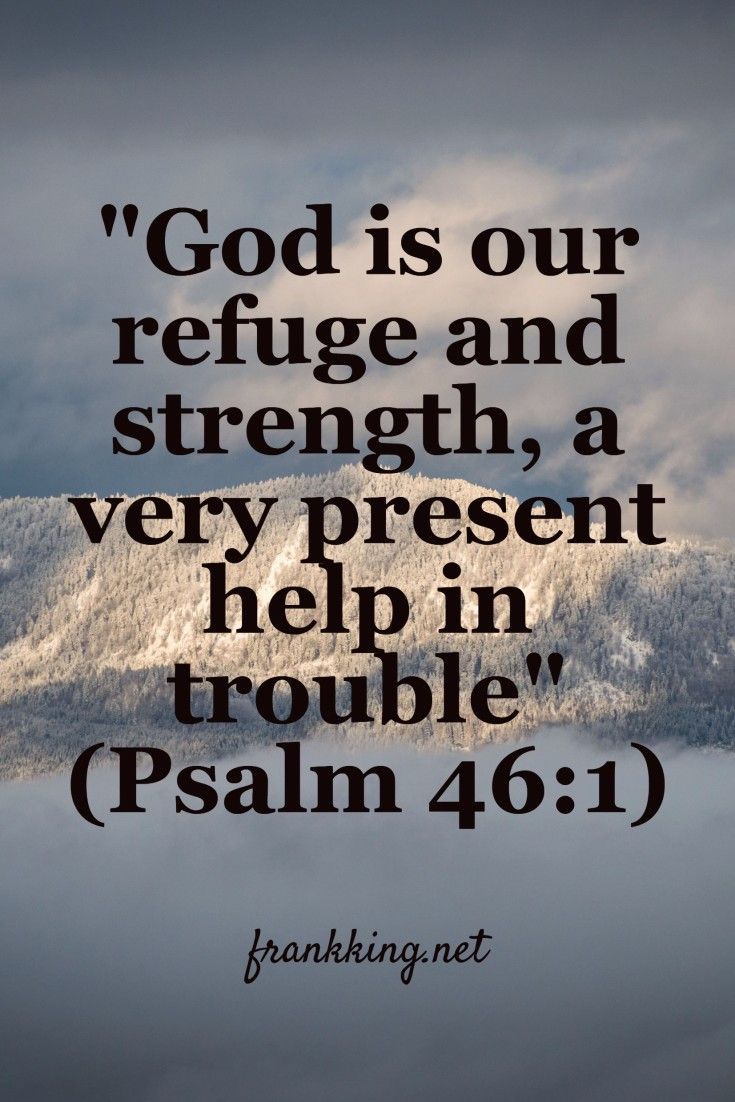 "God is our
refuge and
strength, a
very present
help in
trouble"
(Psalm 46:1)
frankking.net